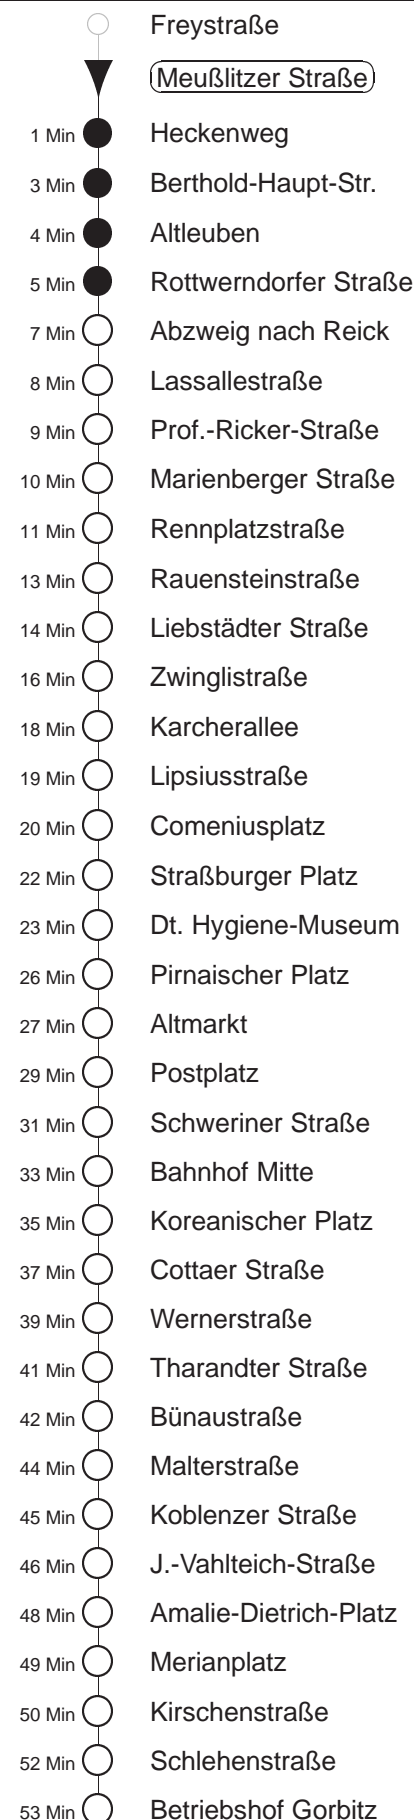 Freystraße
Meußlitzer Straße
1 Min Heckenweg
3 Min Berthold-Haupt-Str.
4 Min Altleuben
5 Min Rottwerndorfer Straße
7 Min Abzweig nach Reick
8 Min Lassallestraße
9 Min Prof.-Ricker-Straße
10 Min Marienberger Straße
11 Min Rennplatzstraße
13 Min Rauensteinstraße
14 Min Liebstädter Straße
16 Min Zwinglistraße
18 Min Karcherallee
19 Min Lipsiusstraße
20 Min Comeniusplatz
22 Min Straßburger Platz
23 Min Dt. Hygiene-Museum
26 Min Pirnaischer Platz
27 Min Altmarkt
29 Min Postplatz
31 Min Schweriner Straße
33 Min Bahnhof Mitte
35 Min Koreanischer Platz
37 Min Cottaer Straße
39 Min Wernerstraße
41 Min Tharandter Straße
42 Min Bünaustraße
44 Min Malterstraße
45 Min Koblenzer Straße
46 Min J.-Vahlteich-Straße
48 Min Amalie-Dietrich-Platz
49 Min Merianplatz
50 Min Kirschenstraße
52 Min Schlehenstraße
53 Min Betriebshof Gorbitz